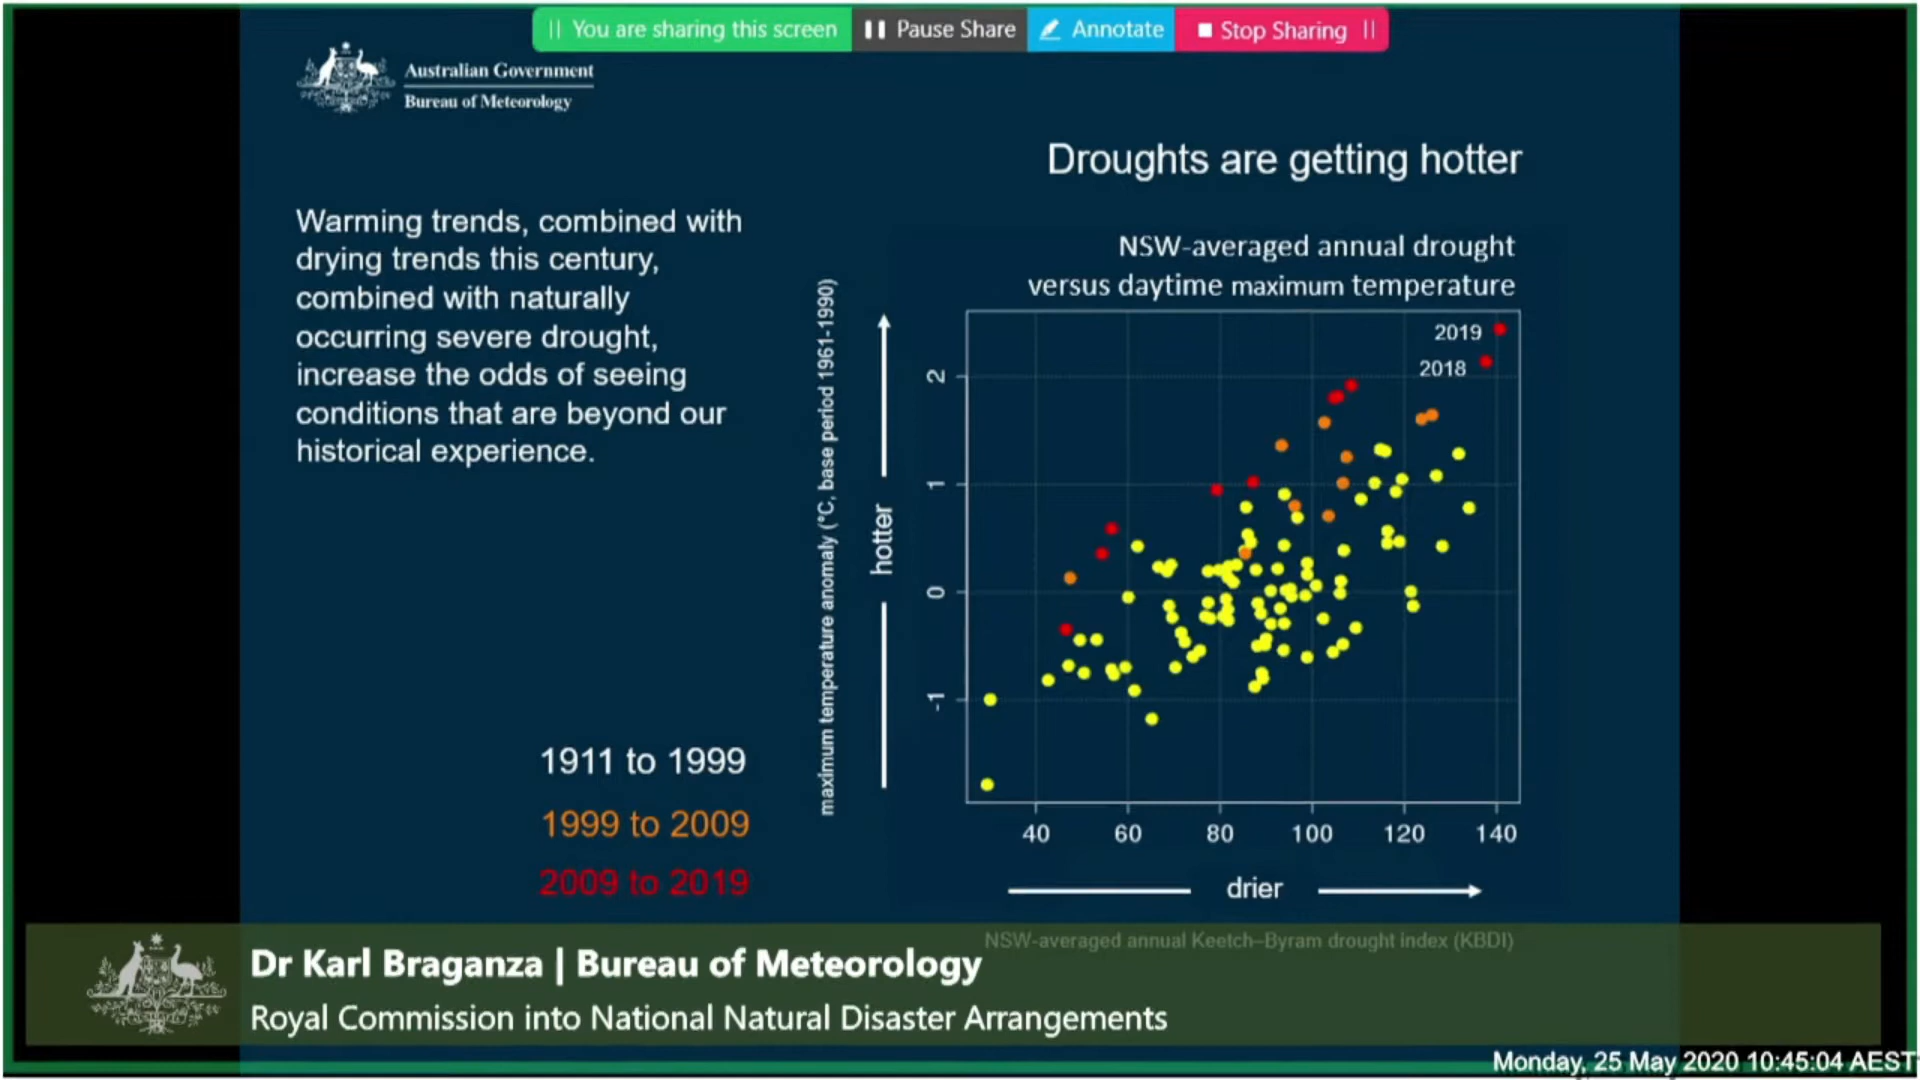 You are sharing this screen
Pause Share
Annotate
Stop Sharing
Australian Government
Bureau of Meteorology
Droughts are getting hotter
Warming trends, combined with
drying trends this century,
combined with naturally
occurring severe drought,
increase the odds of seeing
conditions that are beyond our
historical experience.
NSW-averaged annual drought
versus daytime maximum temperature
maximum temperature anomaly (°C, base period 1961-1990)
hotter
2
1
0
-1
2019
2018
40 60 80 100 120 140
drier
1911 to 1999
1999 to 2009
2009 to 2019
NSW-averaged annual Keetch–Byram drought index (KBDI)
Dr Karl Braganza | Bureau of Meteorology
Royal Commission into National Natural Disaster Arrangements
Monday, 25 May 2020 10:45:04 AEST